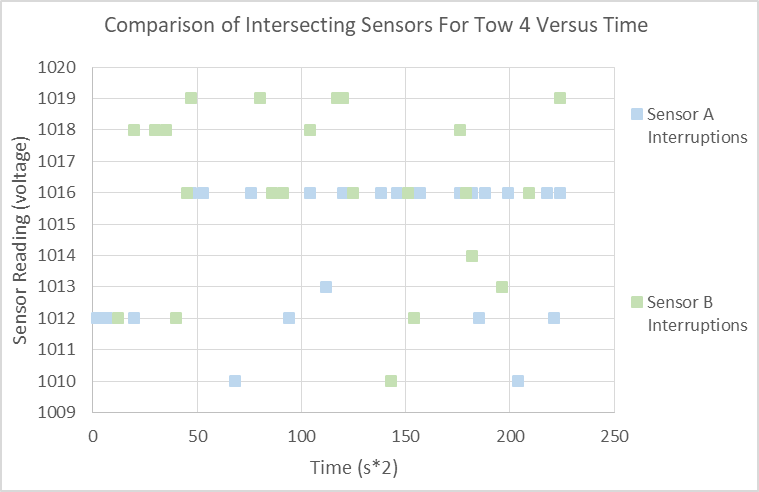 Comparison of Intersecting Sensors For Tow 4 Versus Time
Sensor Reading (voltage)
1020
1019
1018
1017
1016
1015
1014
1013
1012
1011
1010
1009
0
50
100
150
200
250
Time (s*2)
Sensor A
Interruptions
Sensor B
Interruptions